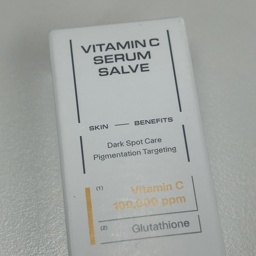 VITAMIN C
SERUM
SALVE
SKIN — BENEFITS
Dark Spot Care
Pigmentation Targeting
(1) Vitamin C
100,000 ppm
(2) Glutathione